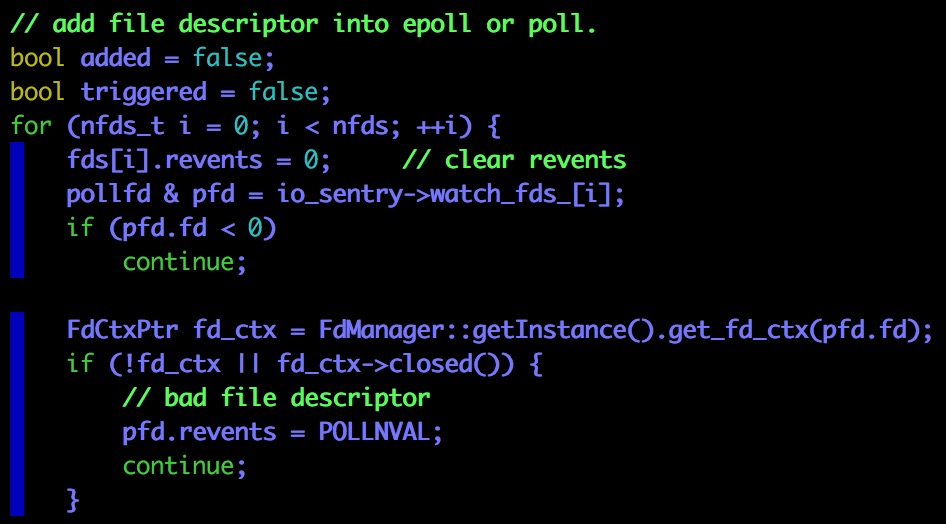 // add file descriptor into epoll or poll.
bool added = false;
bool triggered = false;
for (nfds_t i = 0; i < nfds; ++i) {
    fds[i].revents = 0;     // clear revents
    pollfd & pfd = io_sentry->watch_fds_[i];
    if (pfd.fd < 0)
        continue;

    FdCtxPtr fd_ctx = FdManager::getInstance().get_fd_ctx(pfd.fd);
    if (!fd_ctx || fd_ctx->closed()) {
        // bad file descriptor
        pfd.revents = POLLNVAL;
        continue;
    }